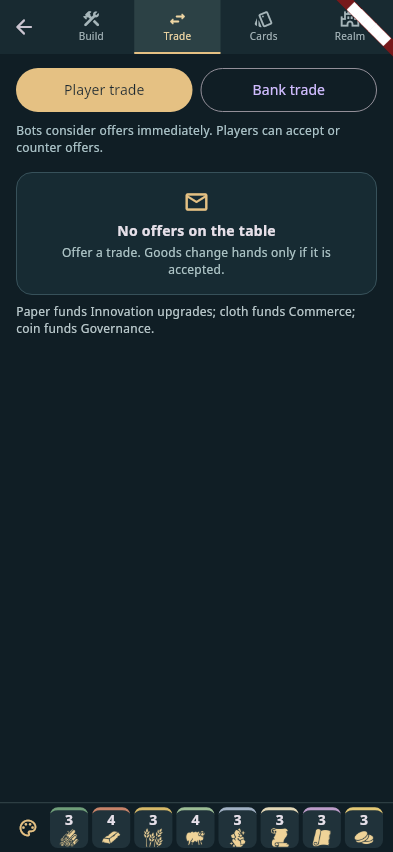 Build
Trade
Cards
Realm
Player trade
Bank trade
Bots consider offers immediately. Players can accept or
counter offers.
No offers on the table
Offer a trade. Goods change hands only if it is
accepted.
Paper funds Innovation upgrades; cloth funds Commerce;
coin funds Governance.
3 4 3 4 3 3 3 3